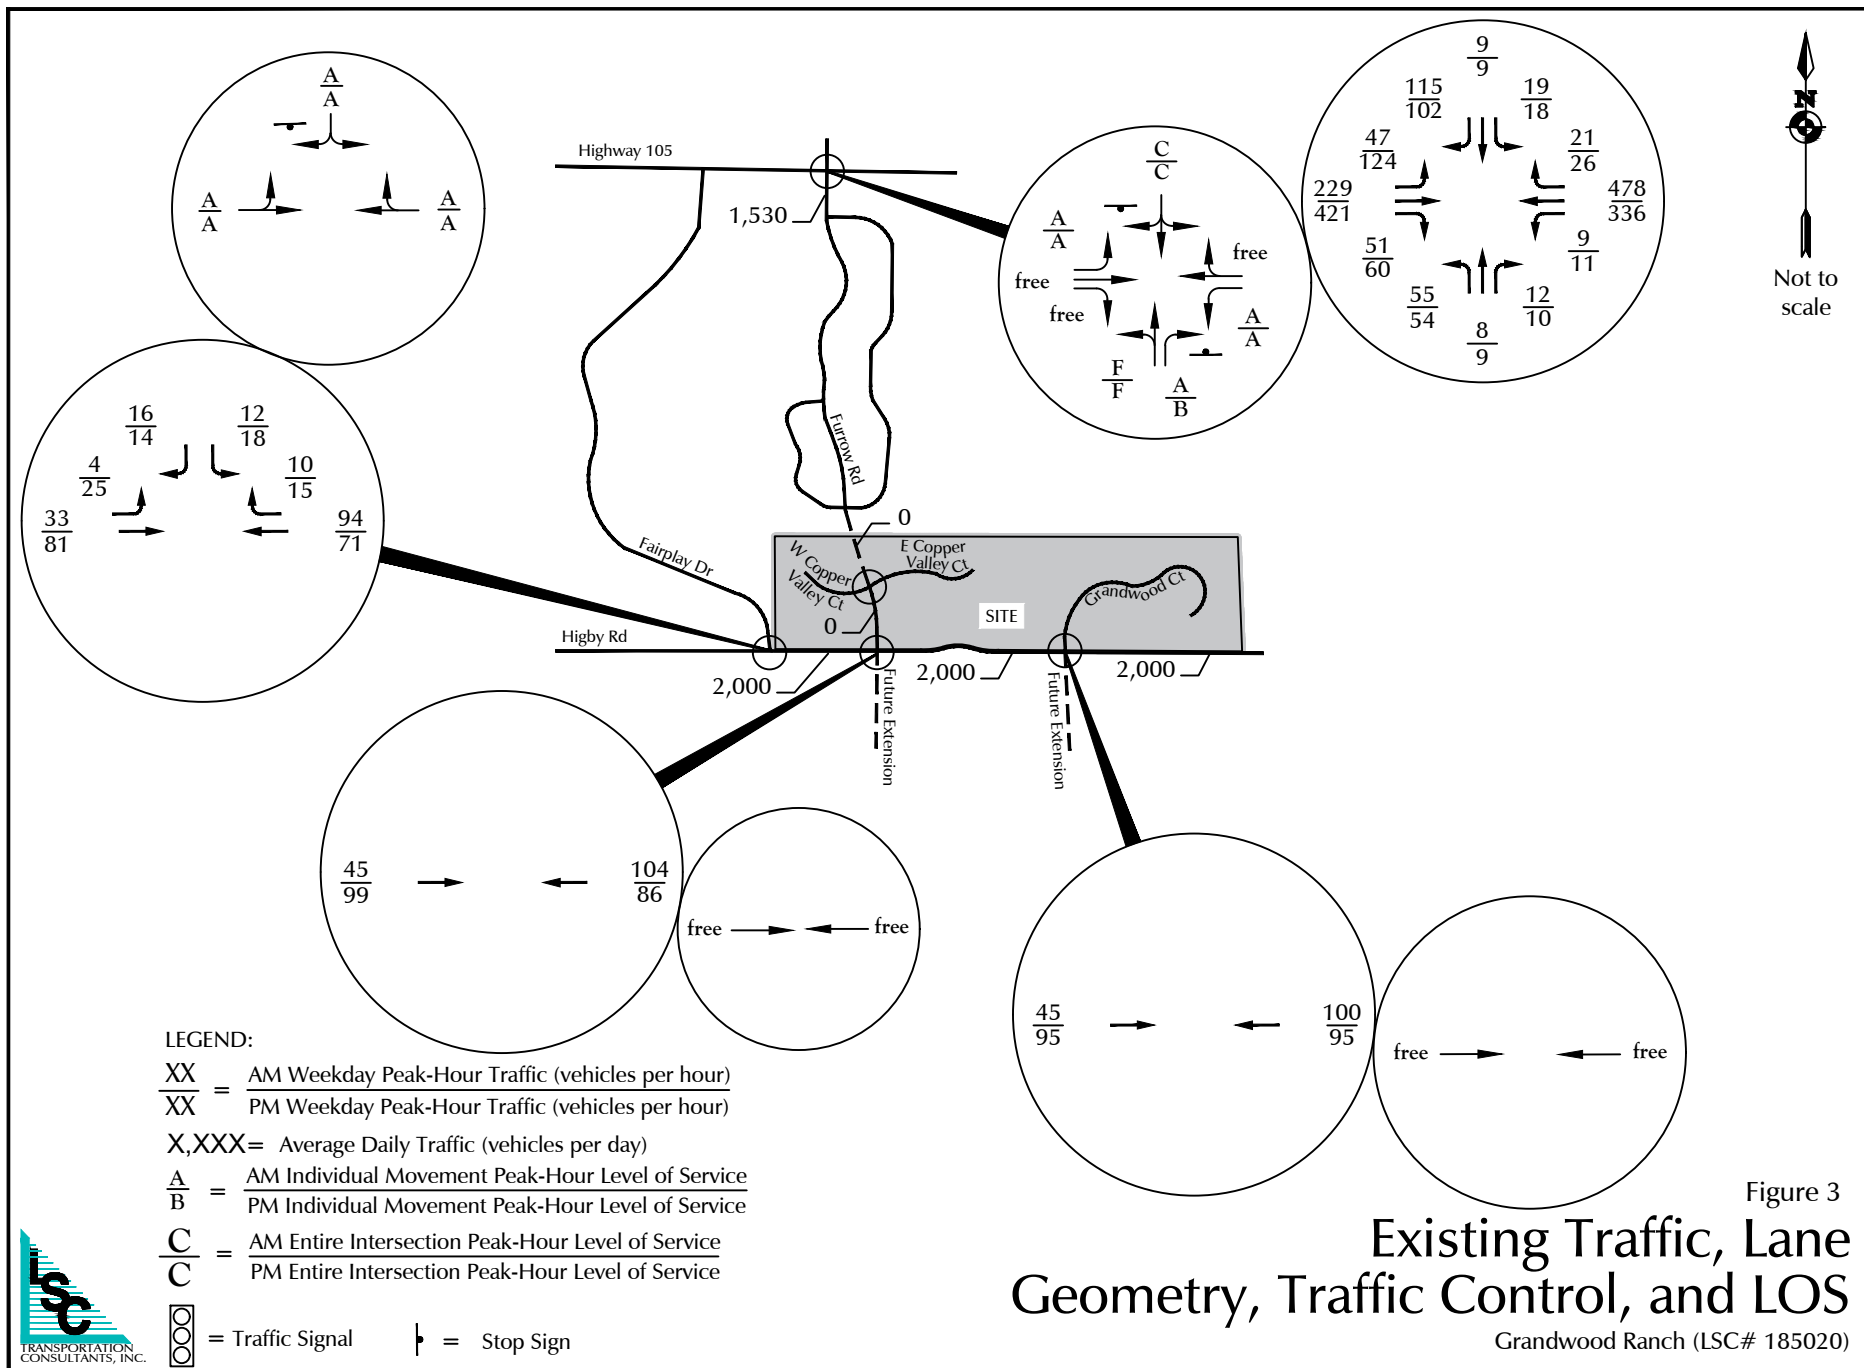 A
A
A
A
A
A
16
14
12
18
4
25
10
15
33
81
94
71
Highway 105
1,530
Furrow Rd
Fairplay Dr
0
W Copper
Valley Ct
E Copper
Valley Ct
Grandwood Ct
0
SITE
Higby Rd
2,000
2,000
2,000
Future Extension
Future Extension
C
C
A
A
free
free
free
A
A
F
F
A
B
9
9
115
102
19
18
47
124
21
26
229
421
478
336
51
60
9
11
55
54
12
10
8
9
N
Not to
scale
45
99
104
86
free
free
45
95
100
95
free
free
LEGEND:
XX
XX
=
AM Weekday Peak-Hour Traffic (vehicles per hour)
PM Weekday Peak-Hour Traffic (vehicles per hour)
X,XXX= Average Daily Traffic (vehicles per day)
A
B
=
AM Individual Movement Peak-Hour Level of Service
PM Individual Movement Peak-Hour Level of Service
C
C
=
AM Entire Intersection Peak-Hour Level of Service
PM Entire Intersection Peak-Hour Level of Service
= Traffic Signal
= Stop Sign
LSC
TRANSPORTATION
CONSULTANTS, INC.
Figure 3
Existing Traffic, Lane
Geometry, Traffic Control, and LOS
Grandwood Ranch (LSC# 185020)